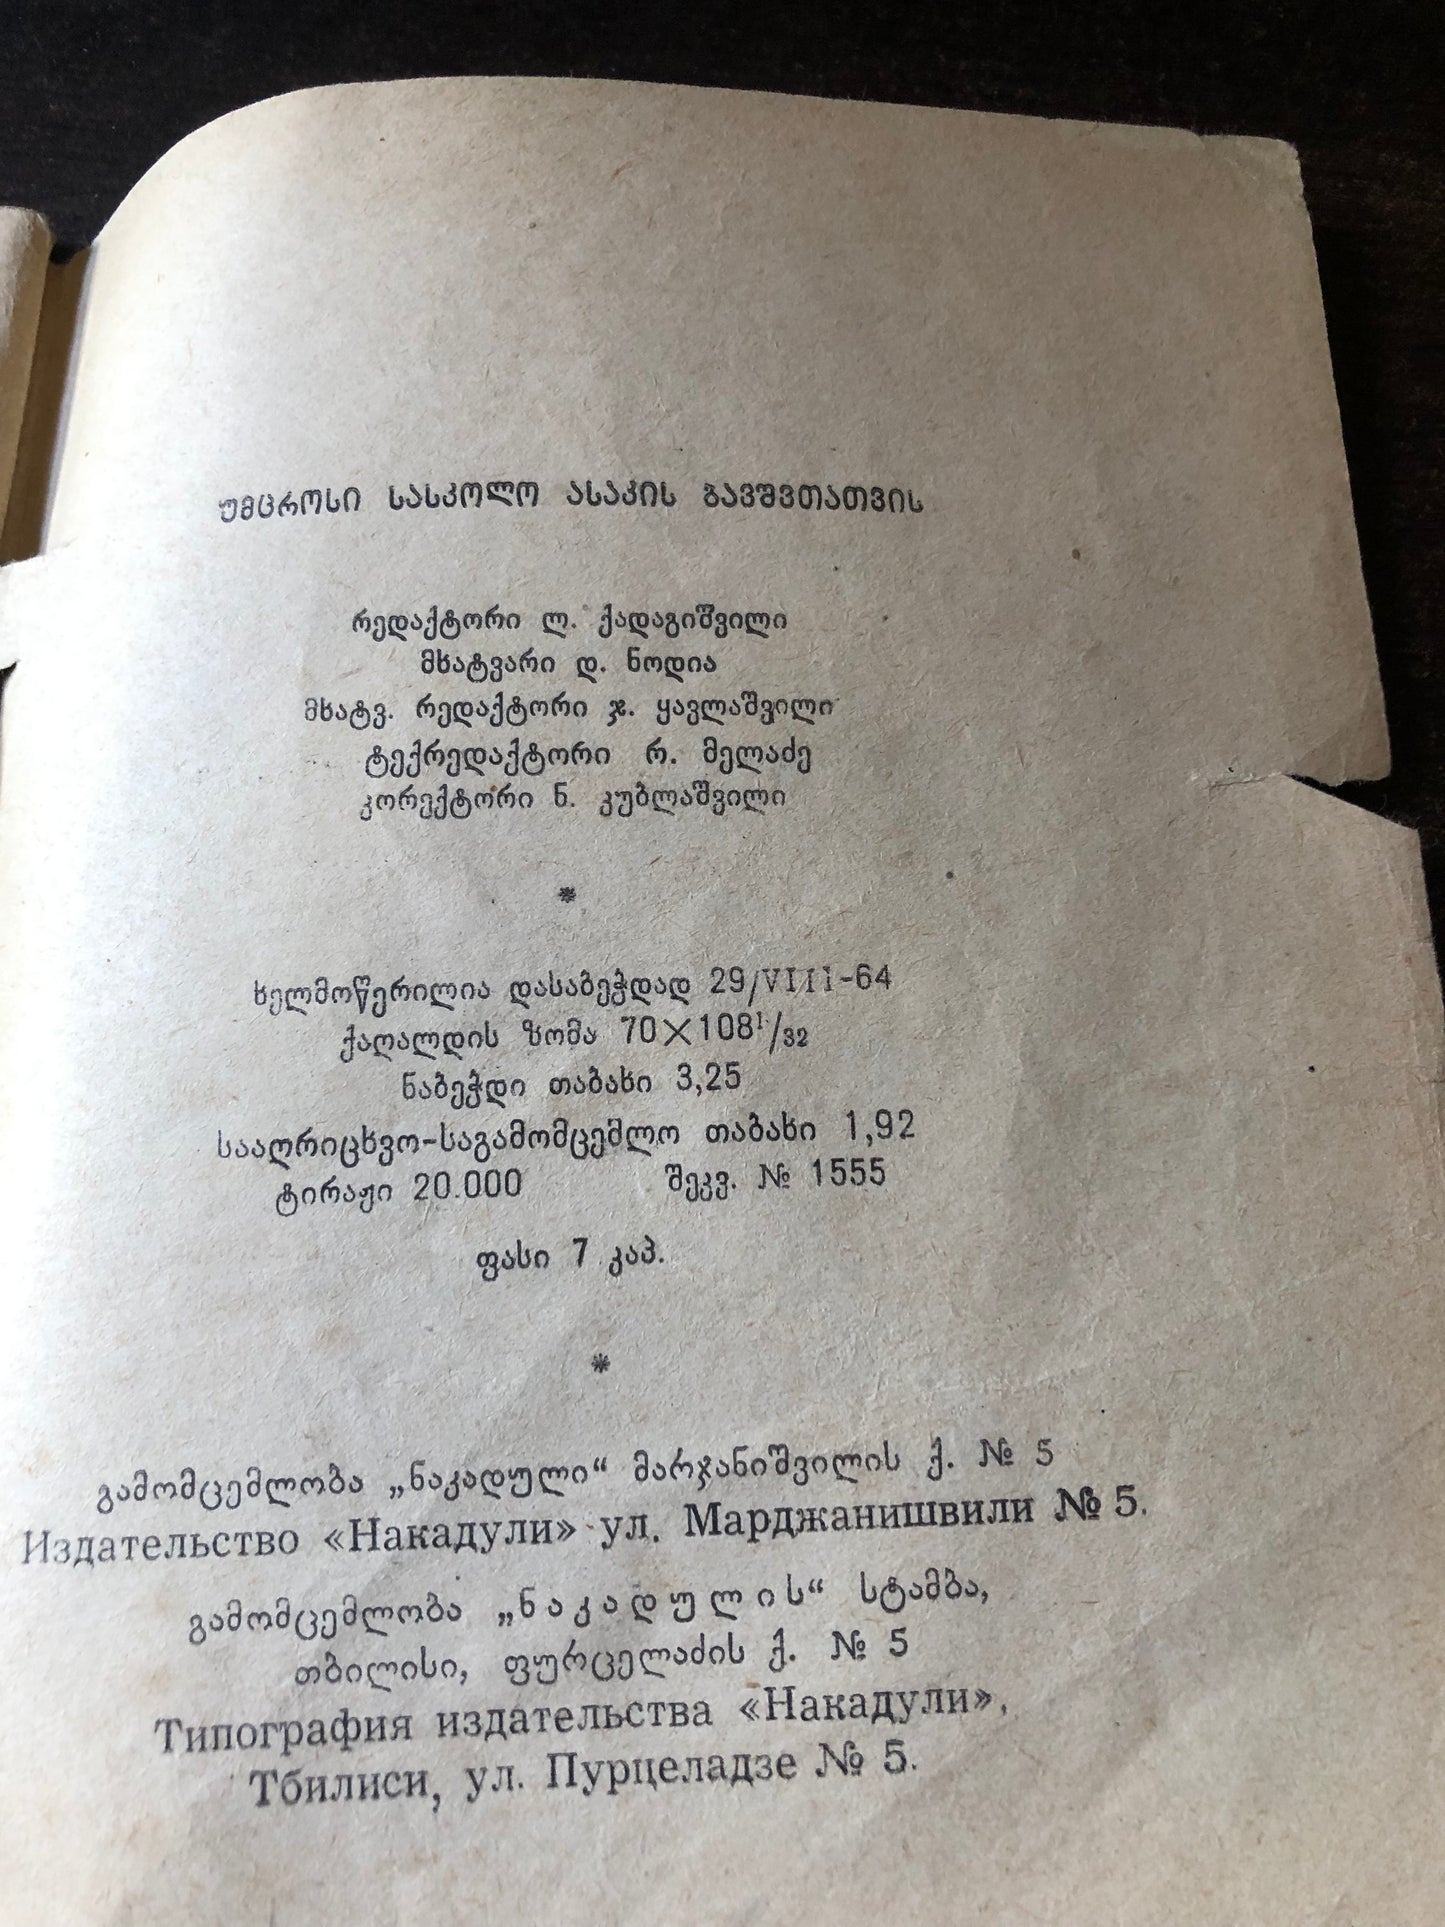 უმცროსი სასკოლო ასაკის ბავშვთათვის
რედაქტორი ლ. ქადაგიშვილი
მხატვარი დ. ნოდია
მხატვ. რედაქტორი ჯ. ყავლაშვილი
ტექრედაქტორი რ. მელაძე
კორექტორი ნ. კუბლაშვილი
*
ხელმოწერილია დასაბეჭდად 29/VIII-64
ქაღალდის ზომა 70×108¹/₃₂
ნაბეჭდი თაბახი 3,25
სააღრიცხვო-საგამომცემლო თაბახი 1,92
ტირაჟი 20.000 შეკვ. № 1555
ფასი 7 კაპ.
*
გამომცემლობა „ნაკადული“ მარჯანიშვილის ქ. № 5
Издательство «Накадули» ул. Марджанишвили № 5.
გამომცემლობა „ნ ა კ ა დ უ ლ ი ს“ სტამბა,
თბილისი, ფურცელაძის ქ. № 5
Типография издательства «Накадули»,
Тбилиси, ул. Пурцеладзе № 5.